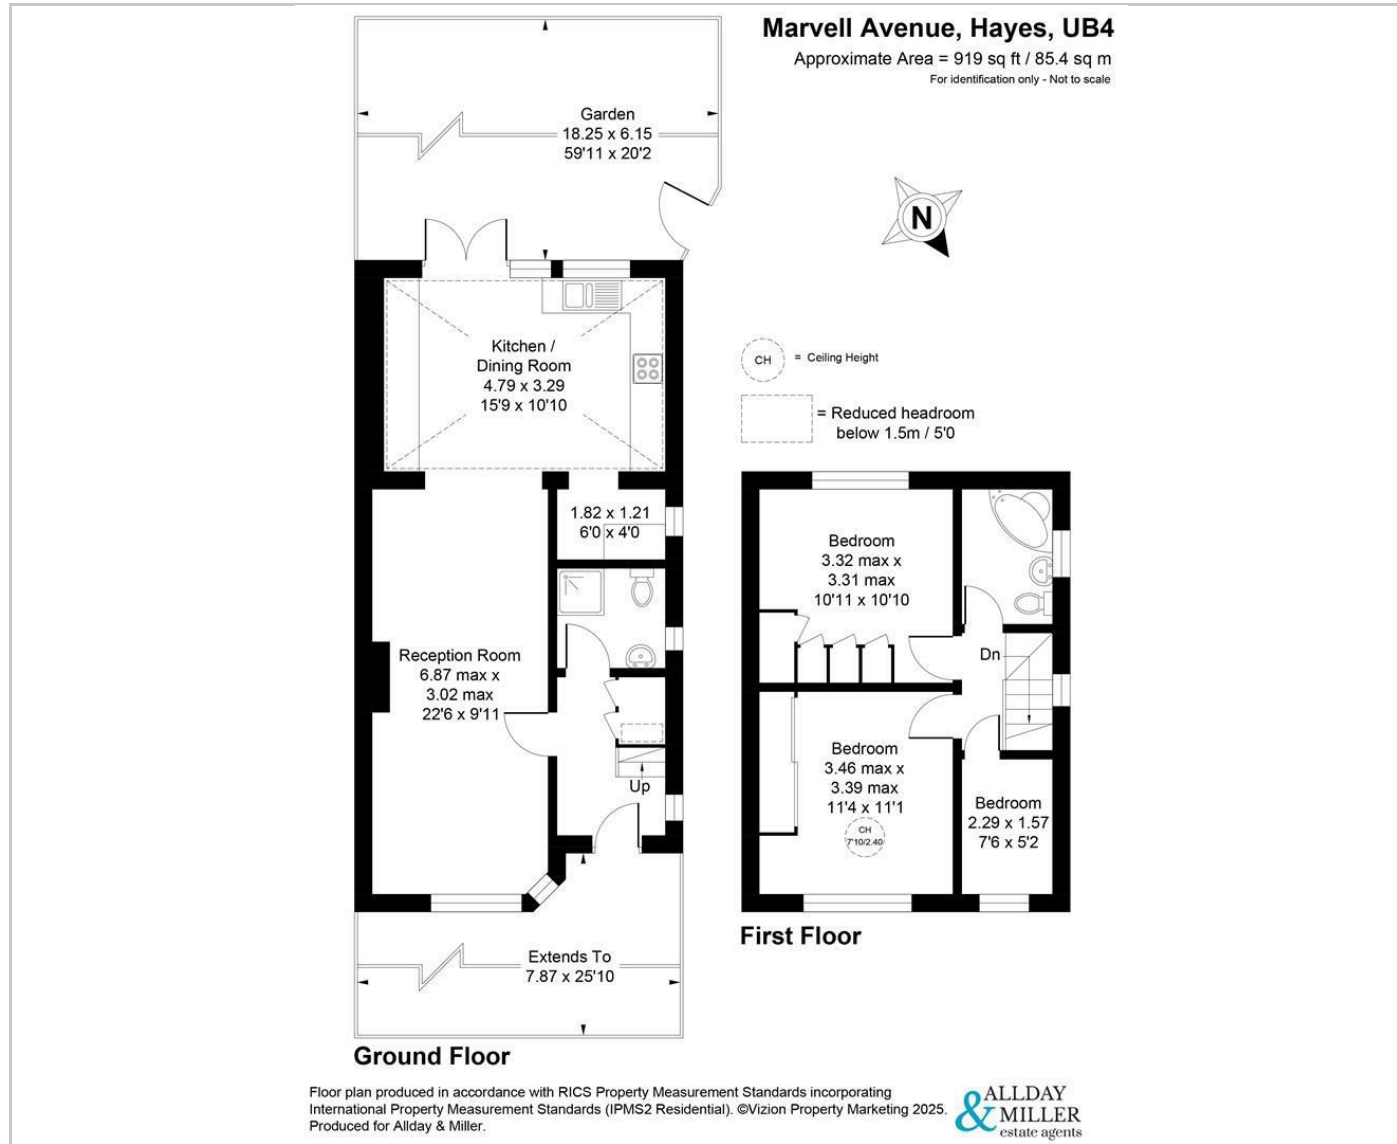 Marvell Avenue, Hayes, UB4
Approximate Area = 919 sq ft / 85.4 sq m
For identification only - Not to scale
Garden
18.25 x 6.15
59'11 x 20'2
N
Kitchen /
Dining Room
4.79 x 3.29
15'9 x 10'10
CH = Ceiling Height
= Reduced headroom
below 1.5m / 5'0
1.82 x 1.21
6'0 x 4'0
Reception Room
6.87 max x
3.02 max
22'6 x 9'11
Up
Extends To
7.87 x 25'10
Ground Floor
Bedroom
3.32 max x
3.31 max
10'11 x 10'10
Dn
Bedroom
3.46 max x
3.39 max
11'4 x 11'1
CH
7'10/2.40
Bedroom
2.29 x 1.57
7'6 x 5'2
First Floor
Floor plan produced in accordance with RICS Property Measurement Standards incorporating
International Property Measurement Standards (IPMS2 Residential). ©Vizion Property Marketing 2025.
Produced for Allday & Miller.
ALLDAY
& MILLER
estate agents